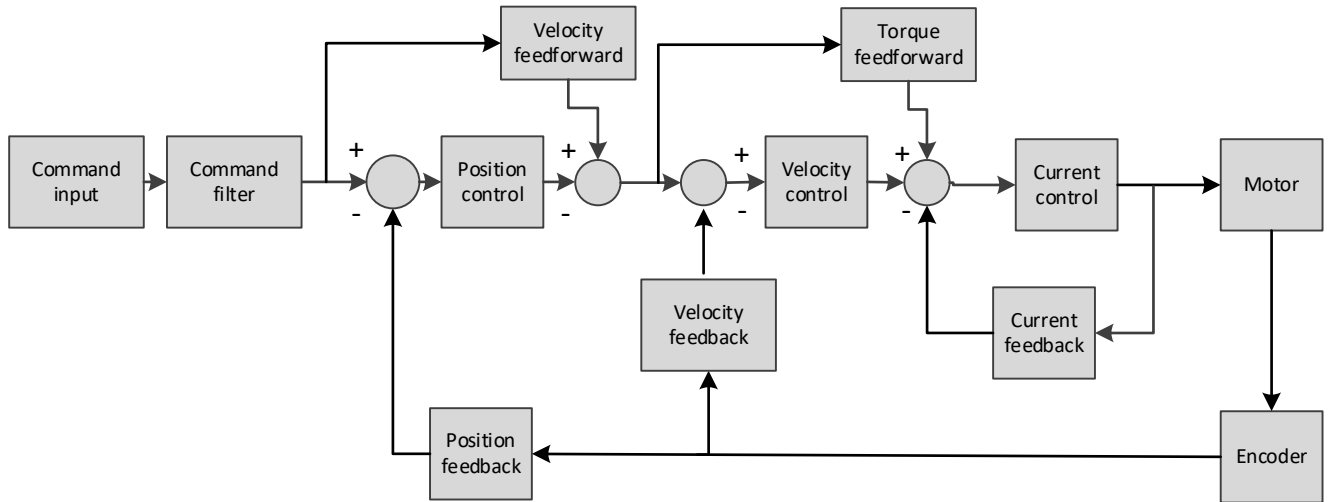 Velocity
feedforward
Torque
feedforward
Command
input
Command
filter
+
-
Position
control
+
-
+
-
Velocity
control
+
-
Current
control
Motor
Velocity
feedback
Current
feedback
Position
feedback
Encoder